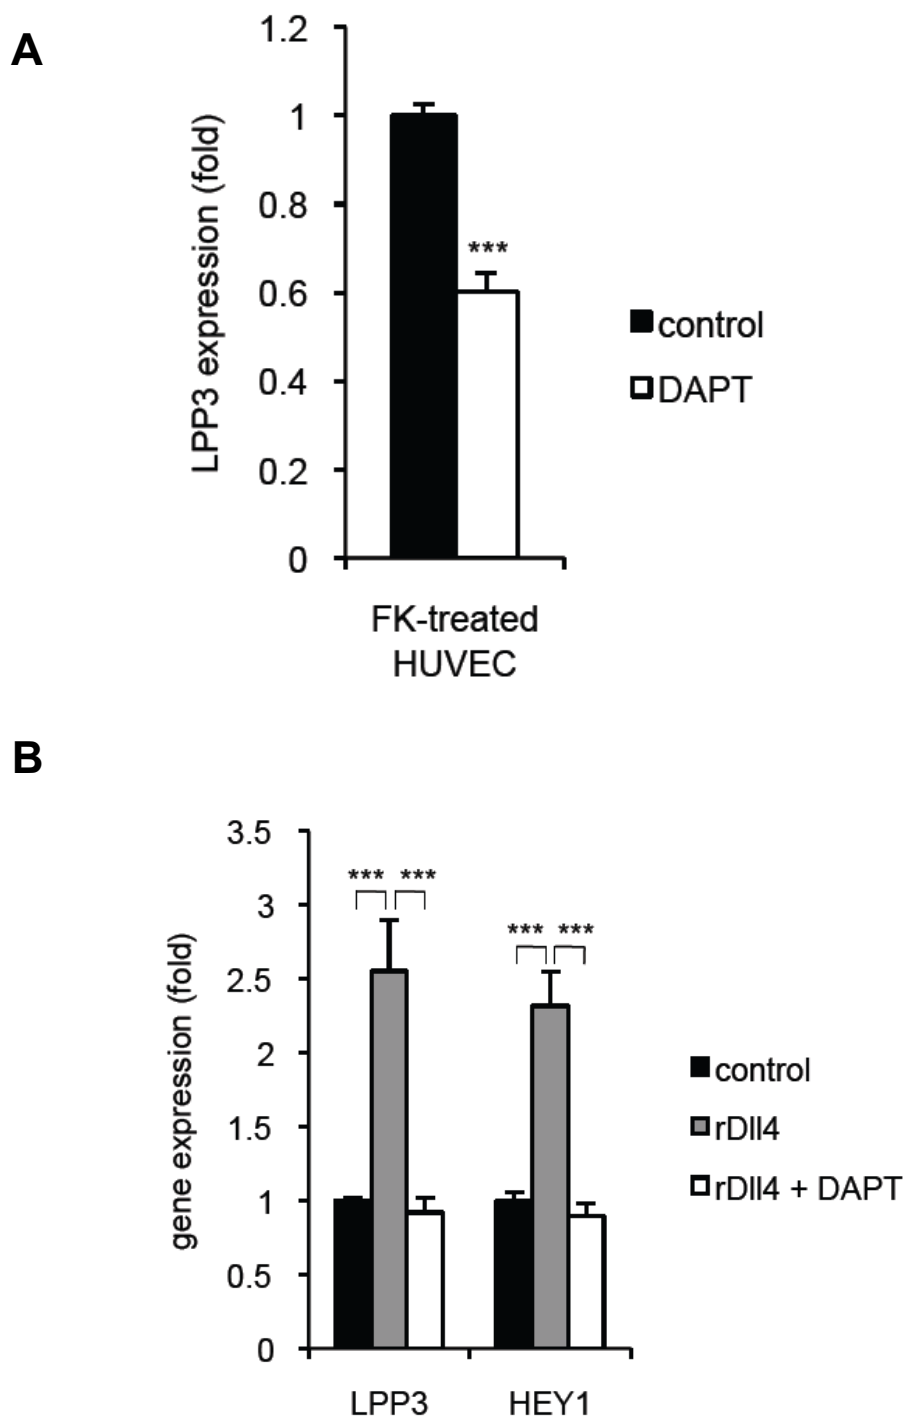 A
1.2
1
0.8
0.6
0.4
0.2
0
LPP3 expression (fold)
***
control
DAPT
FK-treated
HUVEC
B
3.5
3
2.5
2
1.5
1
0.5
0
gene expression (fold)
*** ***
*** ***
control
rDll4
rDll4 + DAPT
LPP3 HEY1